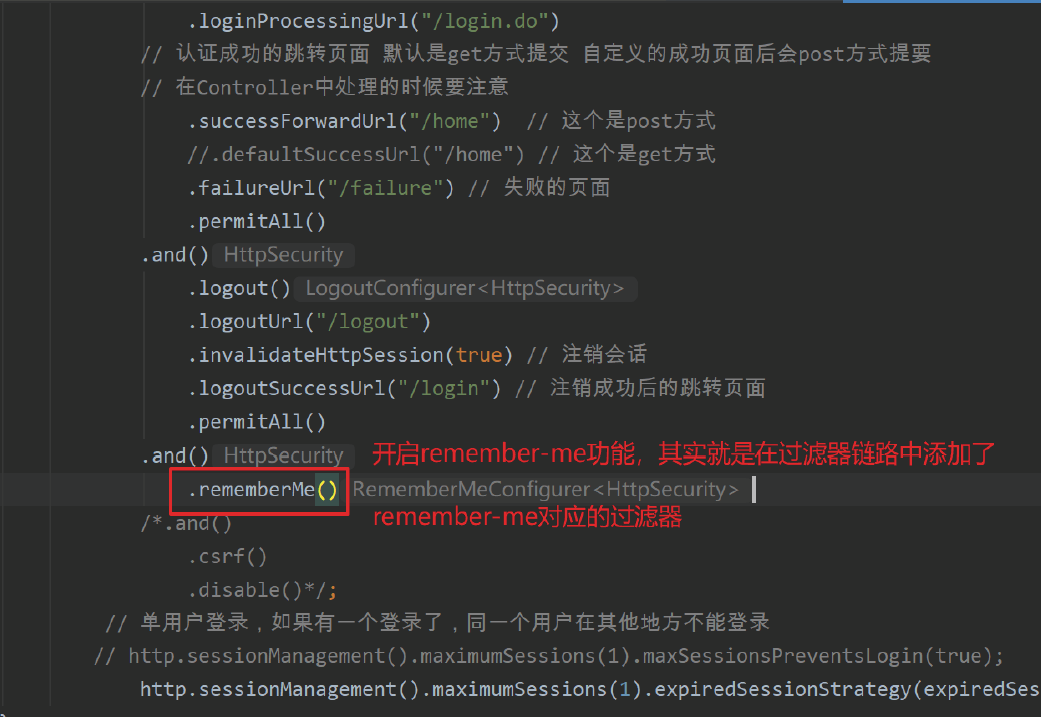 .loginProcessingUrl("/login.do")
// 认证成功的跳转页面 默认是get方式提交 自定义的成功页面后会post方式提要
// 在Controller中处理的时候要注意
.successForwardUrl("/home") // 这个是post方式
//.defaultSuccessUrl("/home") // 这个是get方式
.failureUrl("/failure") // 失败的页面
.permitAll()
.and() HttpSecurity
.logout() LogoutConfigurer<HttpSecurity>
.logoutUrl("/logout")
.invalidateHttpSession(true) // 注销会话
.logoutSuccessUrl("/login") // 注销成功后的跳转页面
.permitAll()
.and() HttpSecurity 开启remember-me功能，其实就是在过滤器链路中添加了
.rememberMe() RememberMeConfigurer<HttpSecurity>
remember-me对应的过滤器
/*.and()
.csrf()
.disable()*/;
// 单用户登录，如果有一个登录了，同一个用户在其他地方不能登录
// http.sessionManagement().maximumSessions(1).maxSessionsPreventsLogin(true);
http.sessionManagement().maximumSessions(1).expiredSessionStrategy(expiredSes